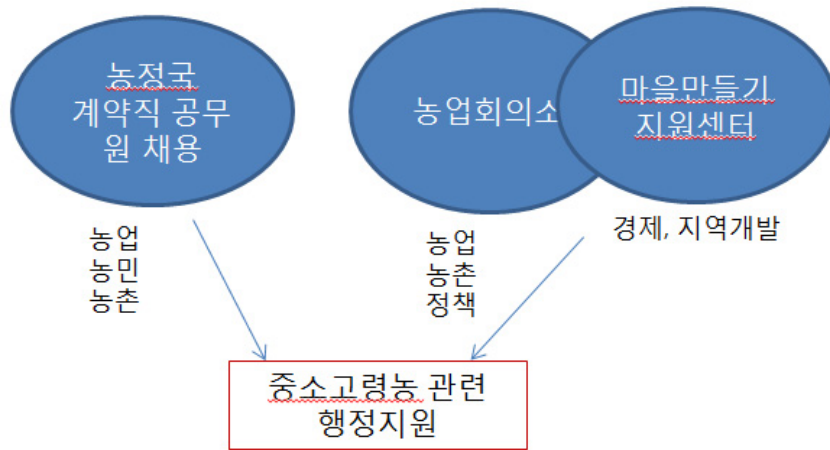 농정국
계약직 공무
원 채용
농업회의소
마을만들기
지원센터
농업
농민
농촌
농업
농촌
정책
경제, 지역개발
중소고령농 관련
행정지원